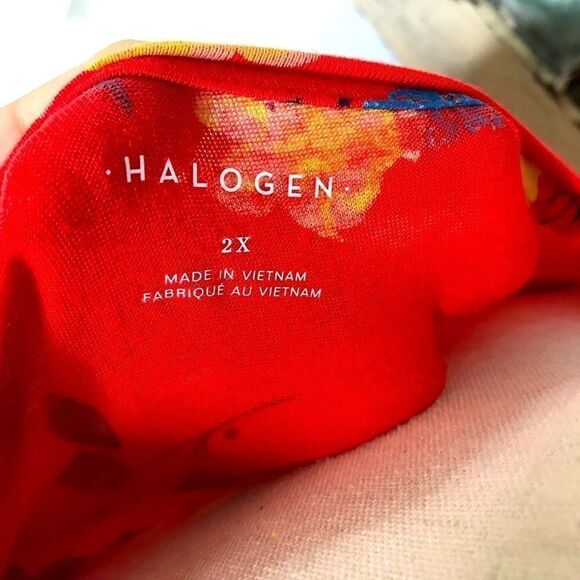 · HALOGEN ·
2X
MADE IN VIETNAM
FABRIQUÉ AU VIETNAM